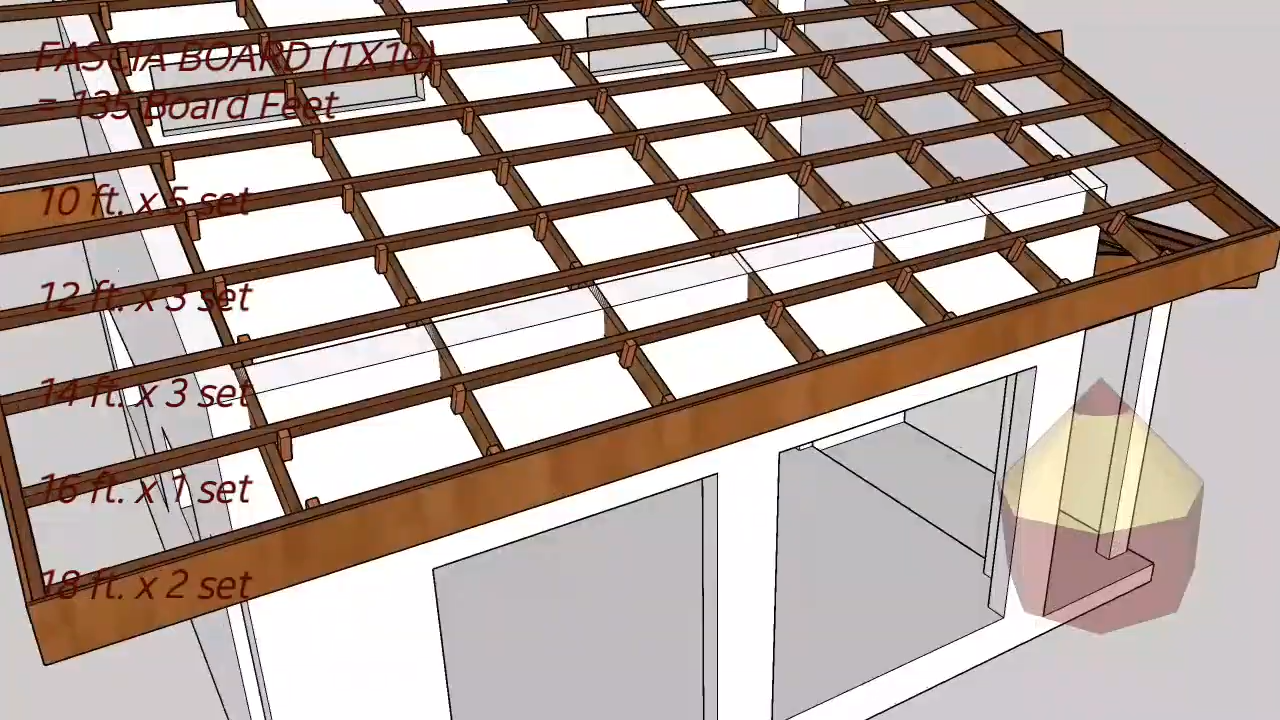 FASCIA BOARD (1X10)
= 135 Board Feet
10 ft. x 5 set
12 ft. x 3 set
14 ft. x 3 set
16 ft. x 1 set
18 ft. x 2 set